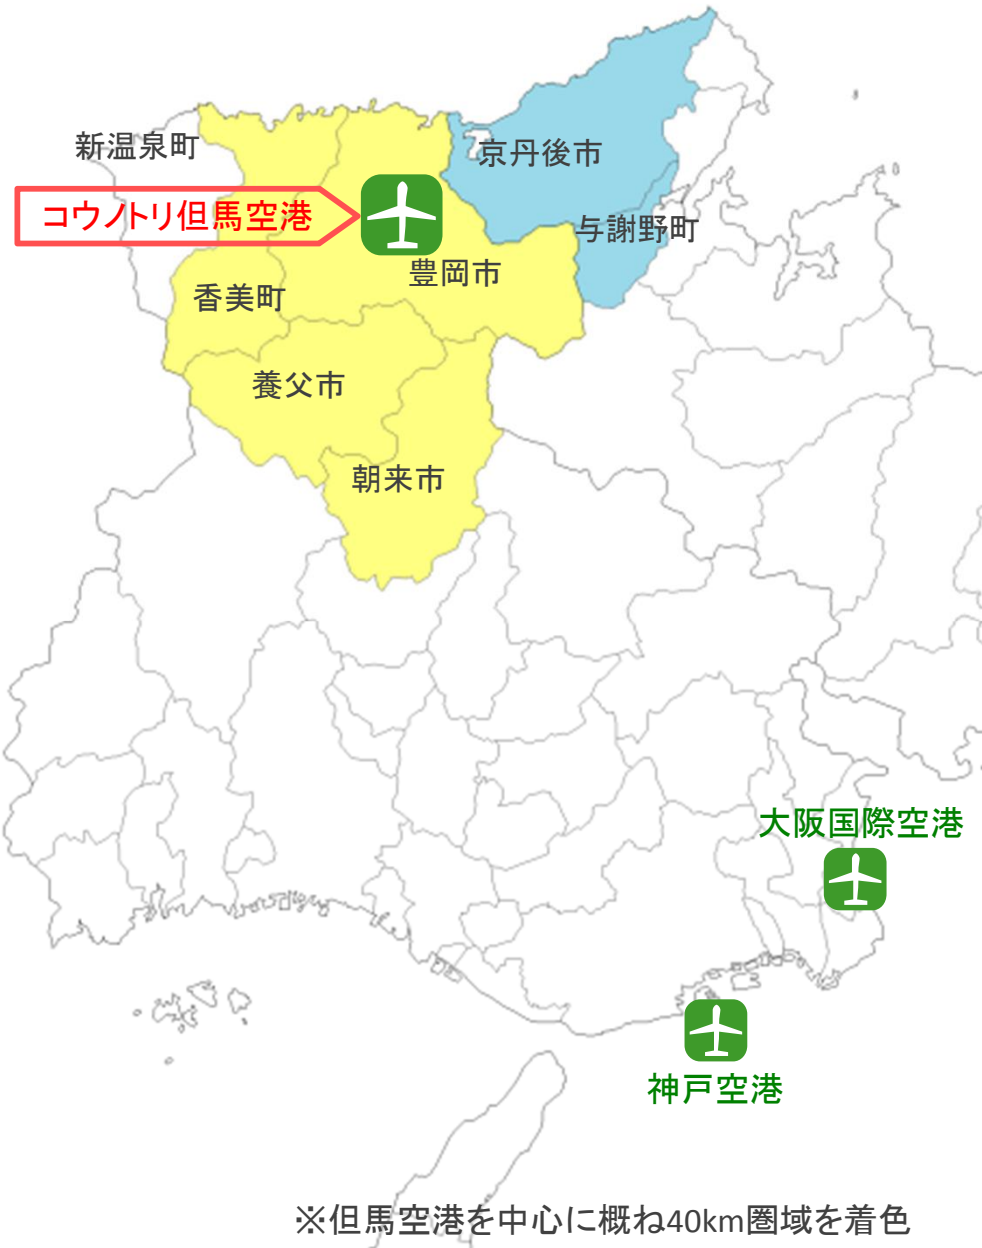 新温泉町
京丹後市
コウノトリ但馬空港
与謝野町
豊岡市
香美町
養父市
朝来市
大阪国際空港
神戸空港
※但馬空港を中心に概ね40km圏域を着色